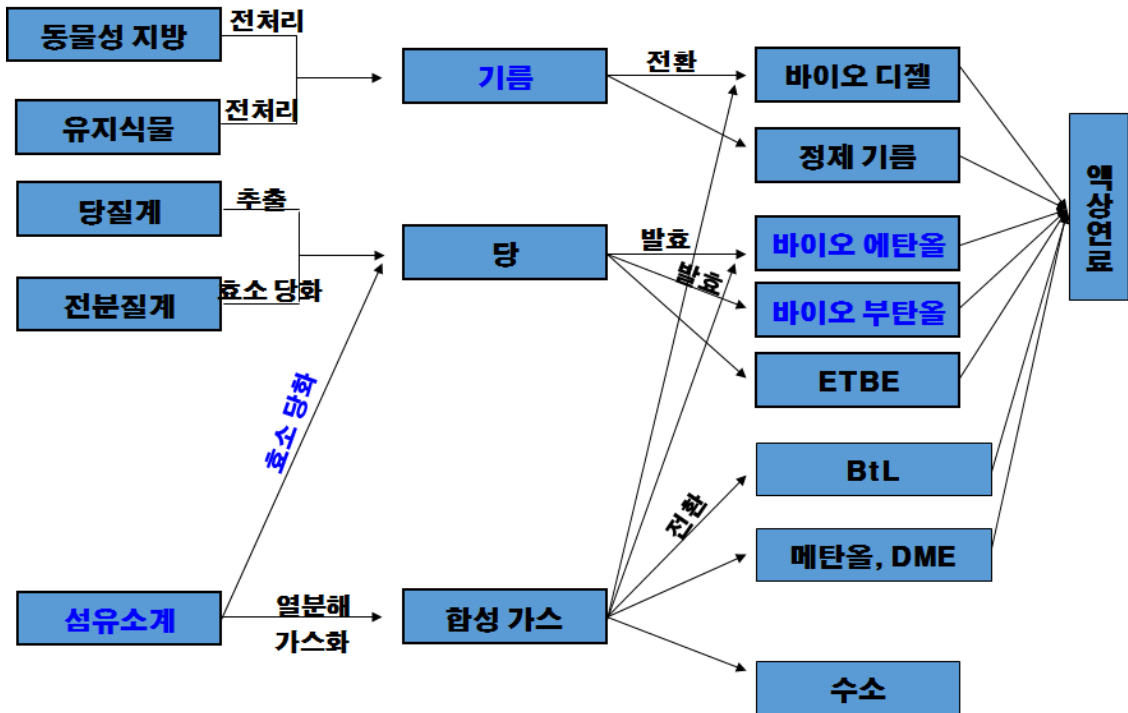 동물성 지방
전처리
기름
전환
바이오 디젤
유지식물
전처리
정제 기름
액상연료
당질계
추출
당
발효
바이오 에탄올
전분질계
효소 당화
발효
바이오 부탄올
ETBE
효소 당화
BtL
전환
메탄올, DME
섬유소계
열분해
가스화
합성 가스
수소